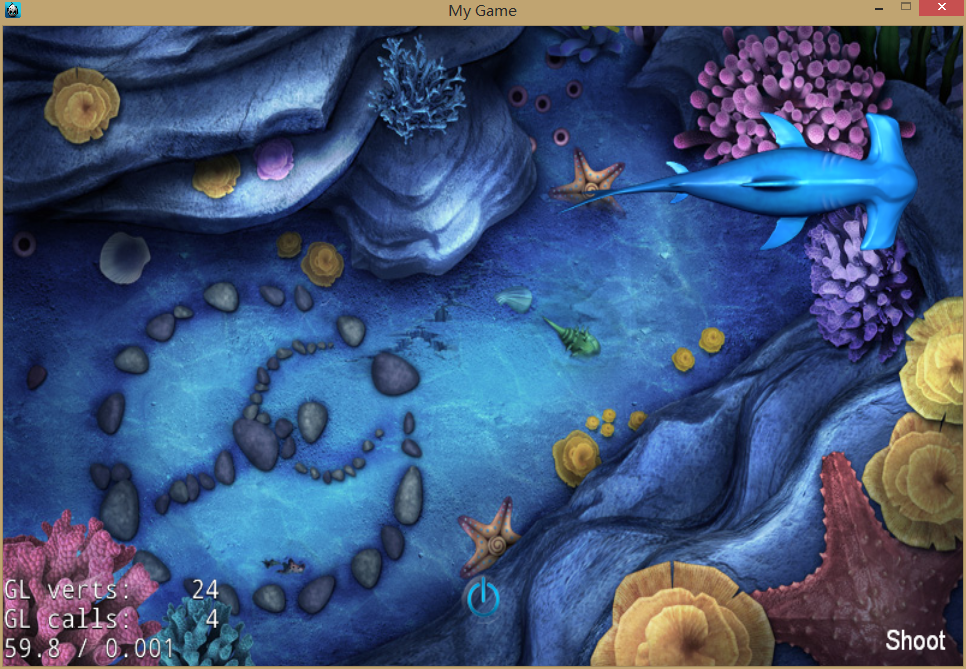 My Game
GL verts: 24
GL calls: 4
59.8 / 0.001
Shoot